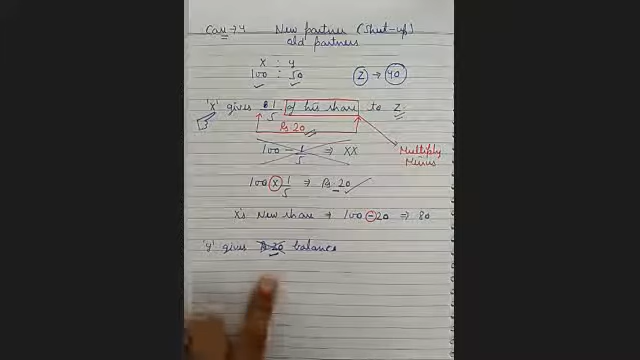 Case → 4 New partner (Shut-up)
old partners
X : Y
100 : 50 Z → 40
'X' gives 1/5 of his share to Z
Rs. 20
100 - 1/5 ⇒ XX
Multiply
Minus
100 × 1/5 ⇒ Rs. 20
X's New share → 100 - 20 ⇒ 80
'Y' gives Rs. 20 balance